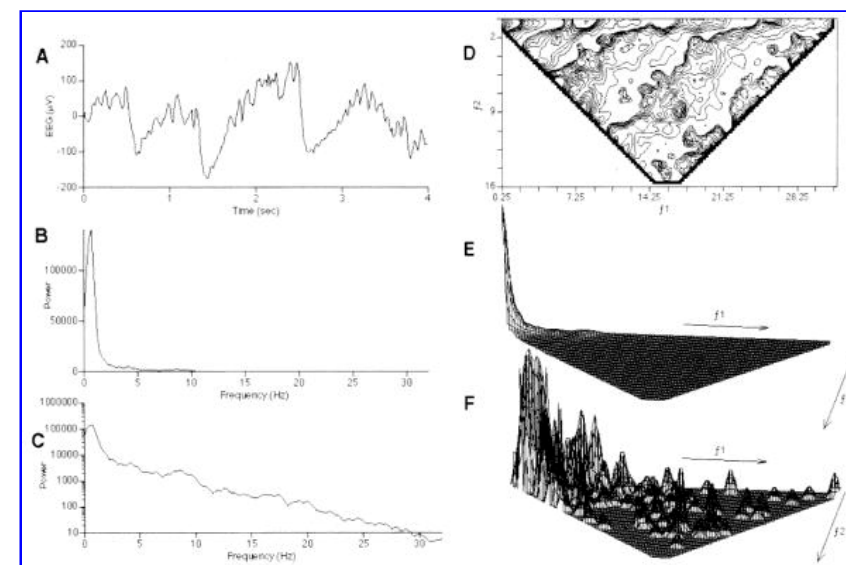 A
EEG (µV)
200
100
0
-100
-200
0 1 2 3 4
Time (sec)
B
Power
100000
50000
0
0 5 10 15 20 25 30
Frequency (Hz)
C
Power
1000000
100000
10000
1000
100
10
0 5 10 15 20 25 30
Frequency (Hz)
D
f2
2
9
16
0.25 7.25 14.25 21.25 28.25
f1
E
f1
F
f1
f2